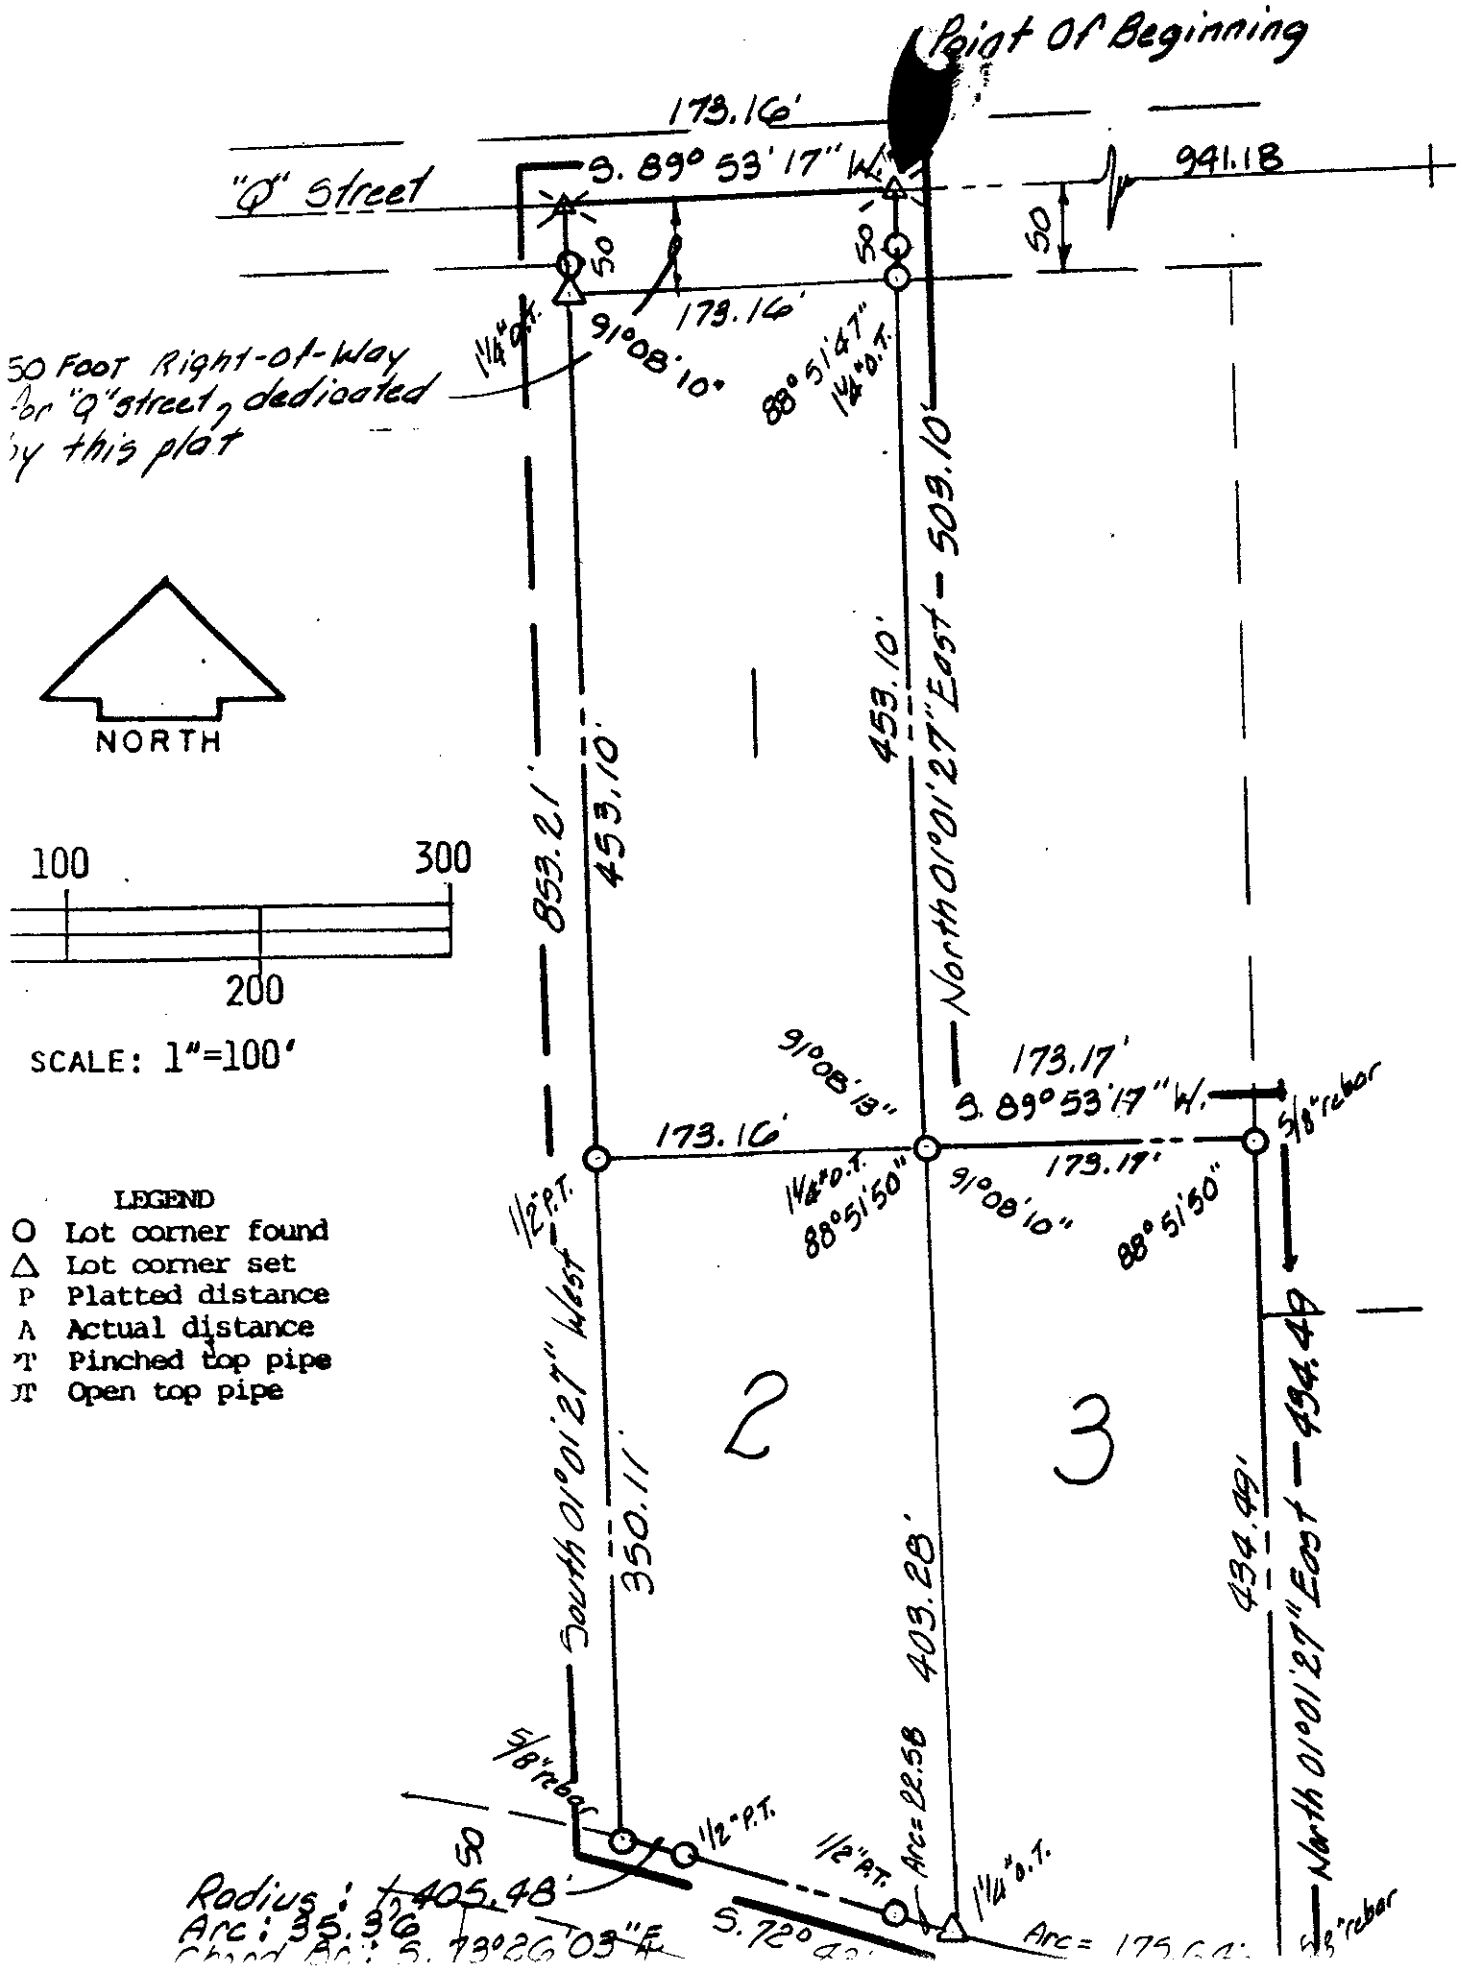 Point Of Beginning
173.16'
S. 89° 53' 17" W.
941.18
"Q" Street
50
50
50
173.16'
1¼" O.T.
91°08'10"
88°51'47"
1¼" O.T.
50 Foot Right-of-Way
for "Q" street, dedicated
by this plat
North 01°01'27" East — 503.10'
453.10'
1
453.10'
853.21'
NORTH
100
300
200
SCALE: 1"=100'
91°08'13"
173.17'
S. 89° 53' 17" W.
5/8" rebar
173.16'
173.17'
1/2" P.T.
1¼" O.T.
88°51'50"
91°08'10"
88°51'50"
LEGEND
O Lot corner found
△ Lot corner set
P Platted distance
A Actual distance
T Pinched top pipe
T Open top pipe
South 01°01'27" West
2
3
350.11'
403.28'
434.49'
North 01°01'27" East — 434.49
5/8" rebar
50
1/2" P.T.
1/2" P.T.
Arc= 22.58
1¼" O.T.
Radius: 405.48'
Arc: 35.36
S. 73°26'03" E
S. 72°
Arc=
5/8" rebar